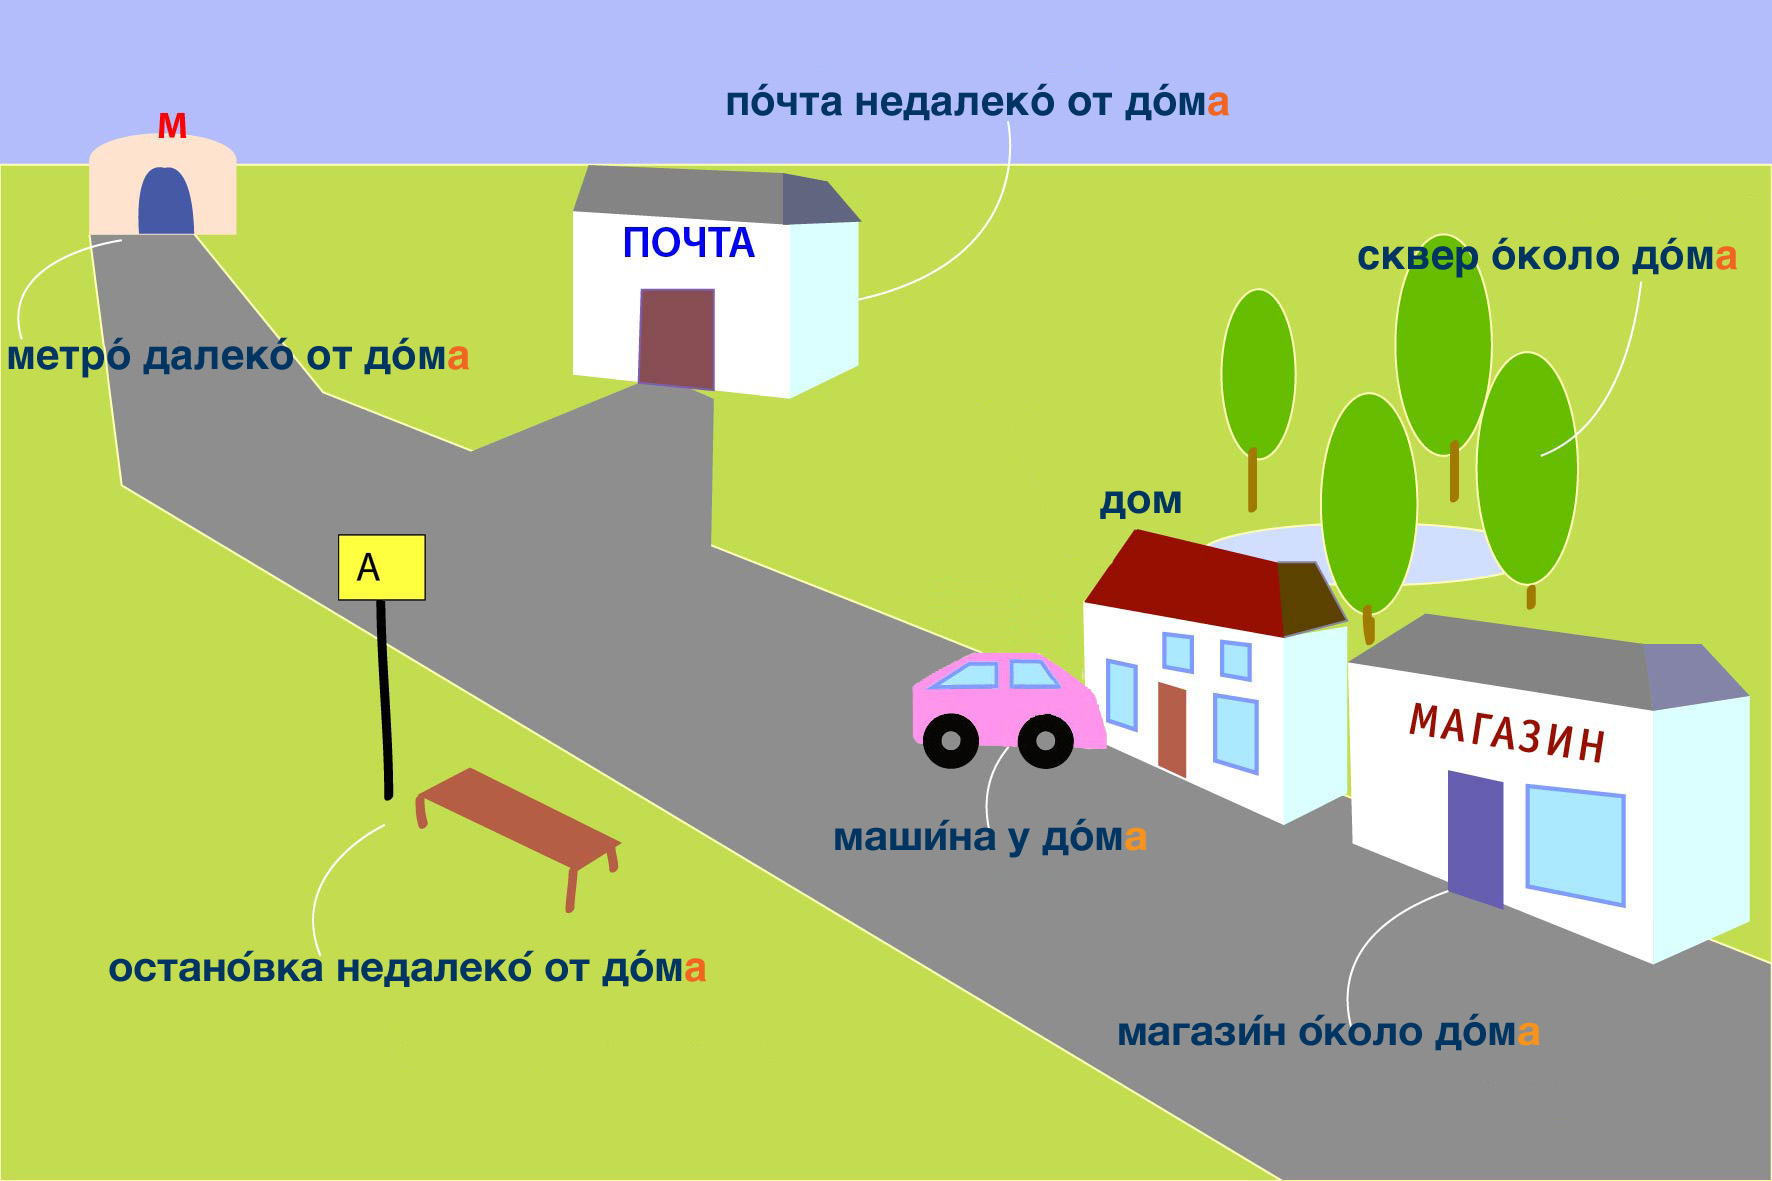 по́чта недалеко́ от до́ма
М
ПОЧТА
сквер о́коло до́ма
метро́ далеко́ от до́ма
дом
А
МАГАЗИН
маши́на у до́ма
остано́вка недалеко́ от до́ма
магази́н о́коло до́ма